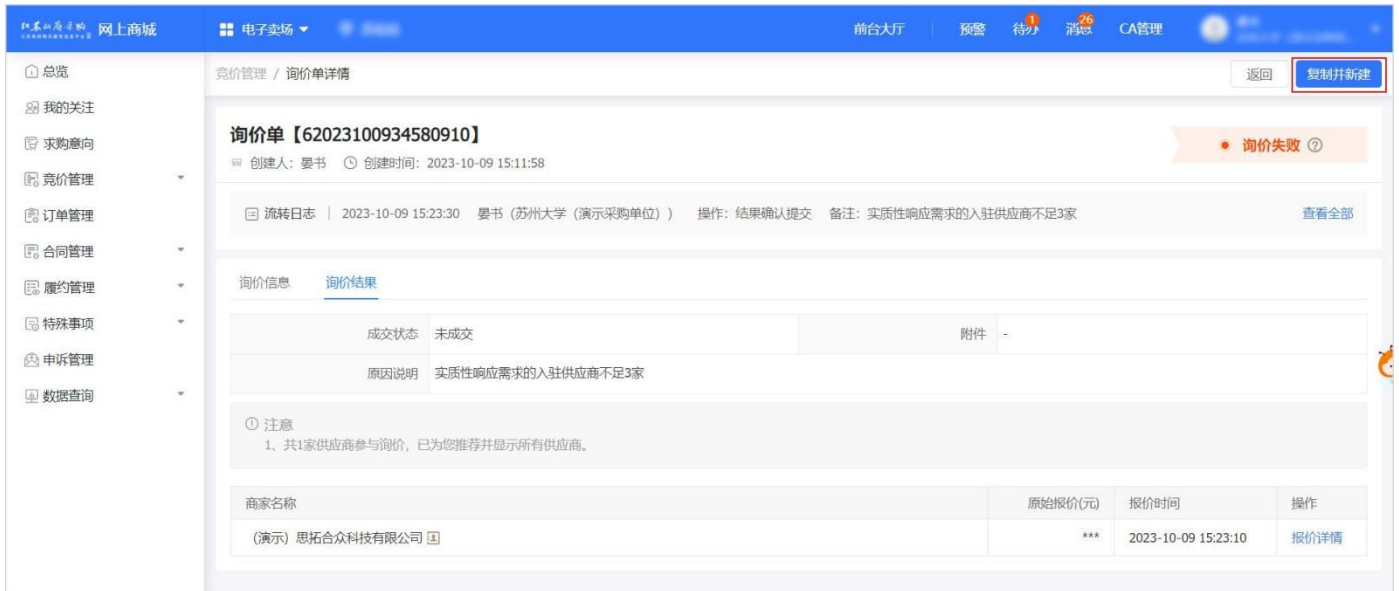 江苏政府采购 网上商城 电子卖场 前台大厅 预警 待办 1 消息 26 CA管理
总览
我的关注
求购意向
竞价管理
订单管理
合同管理
履约管理
特殊事项
申诉管理
数据查询
竞价管理 / 询价单详情 返回 复制并新建
询价单【62023100934580910】
创建人：晏书 创建时间：2023-10-09 15:11:58
询价失败
流转日志 2023-10-09 15:23:30 晏书（苏州大学（演示采购单位）） 操作：结果确认提交 备注：实质性响应需求的入驻供应商不足3家 查看全部
询价信息 询价结果
成交状态 未成交 附件 -
原因说明 实质性响应需求的入驻供应商不足3家
注意
1、共1家供应商参与询价，已为您推荐并显示所有供应商。
商家名称 原始报价(元) 报价时间 操作
（演示）思拓合众科技有限公司 *** 2023-10-09 15:23:10 报价详情